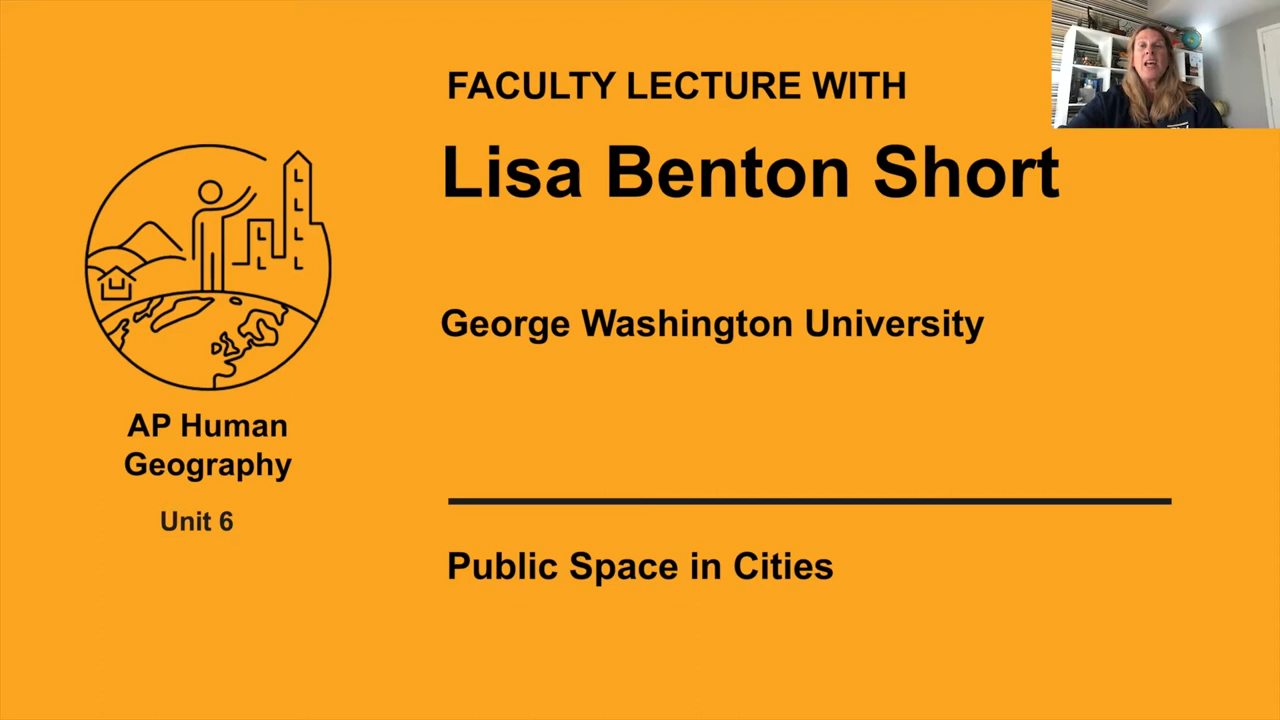 FACULTY LECTURE WITH
Lisa Benton Short
George Washington University
AP Human
Geography
Unit 6
Public Space in Cities